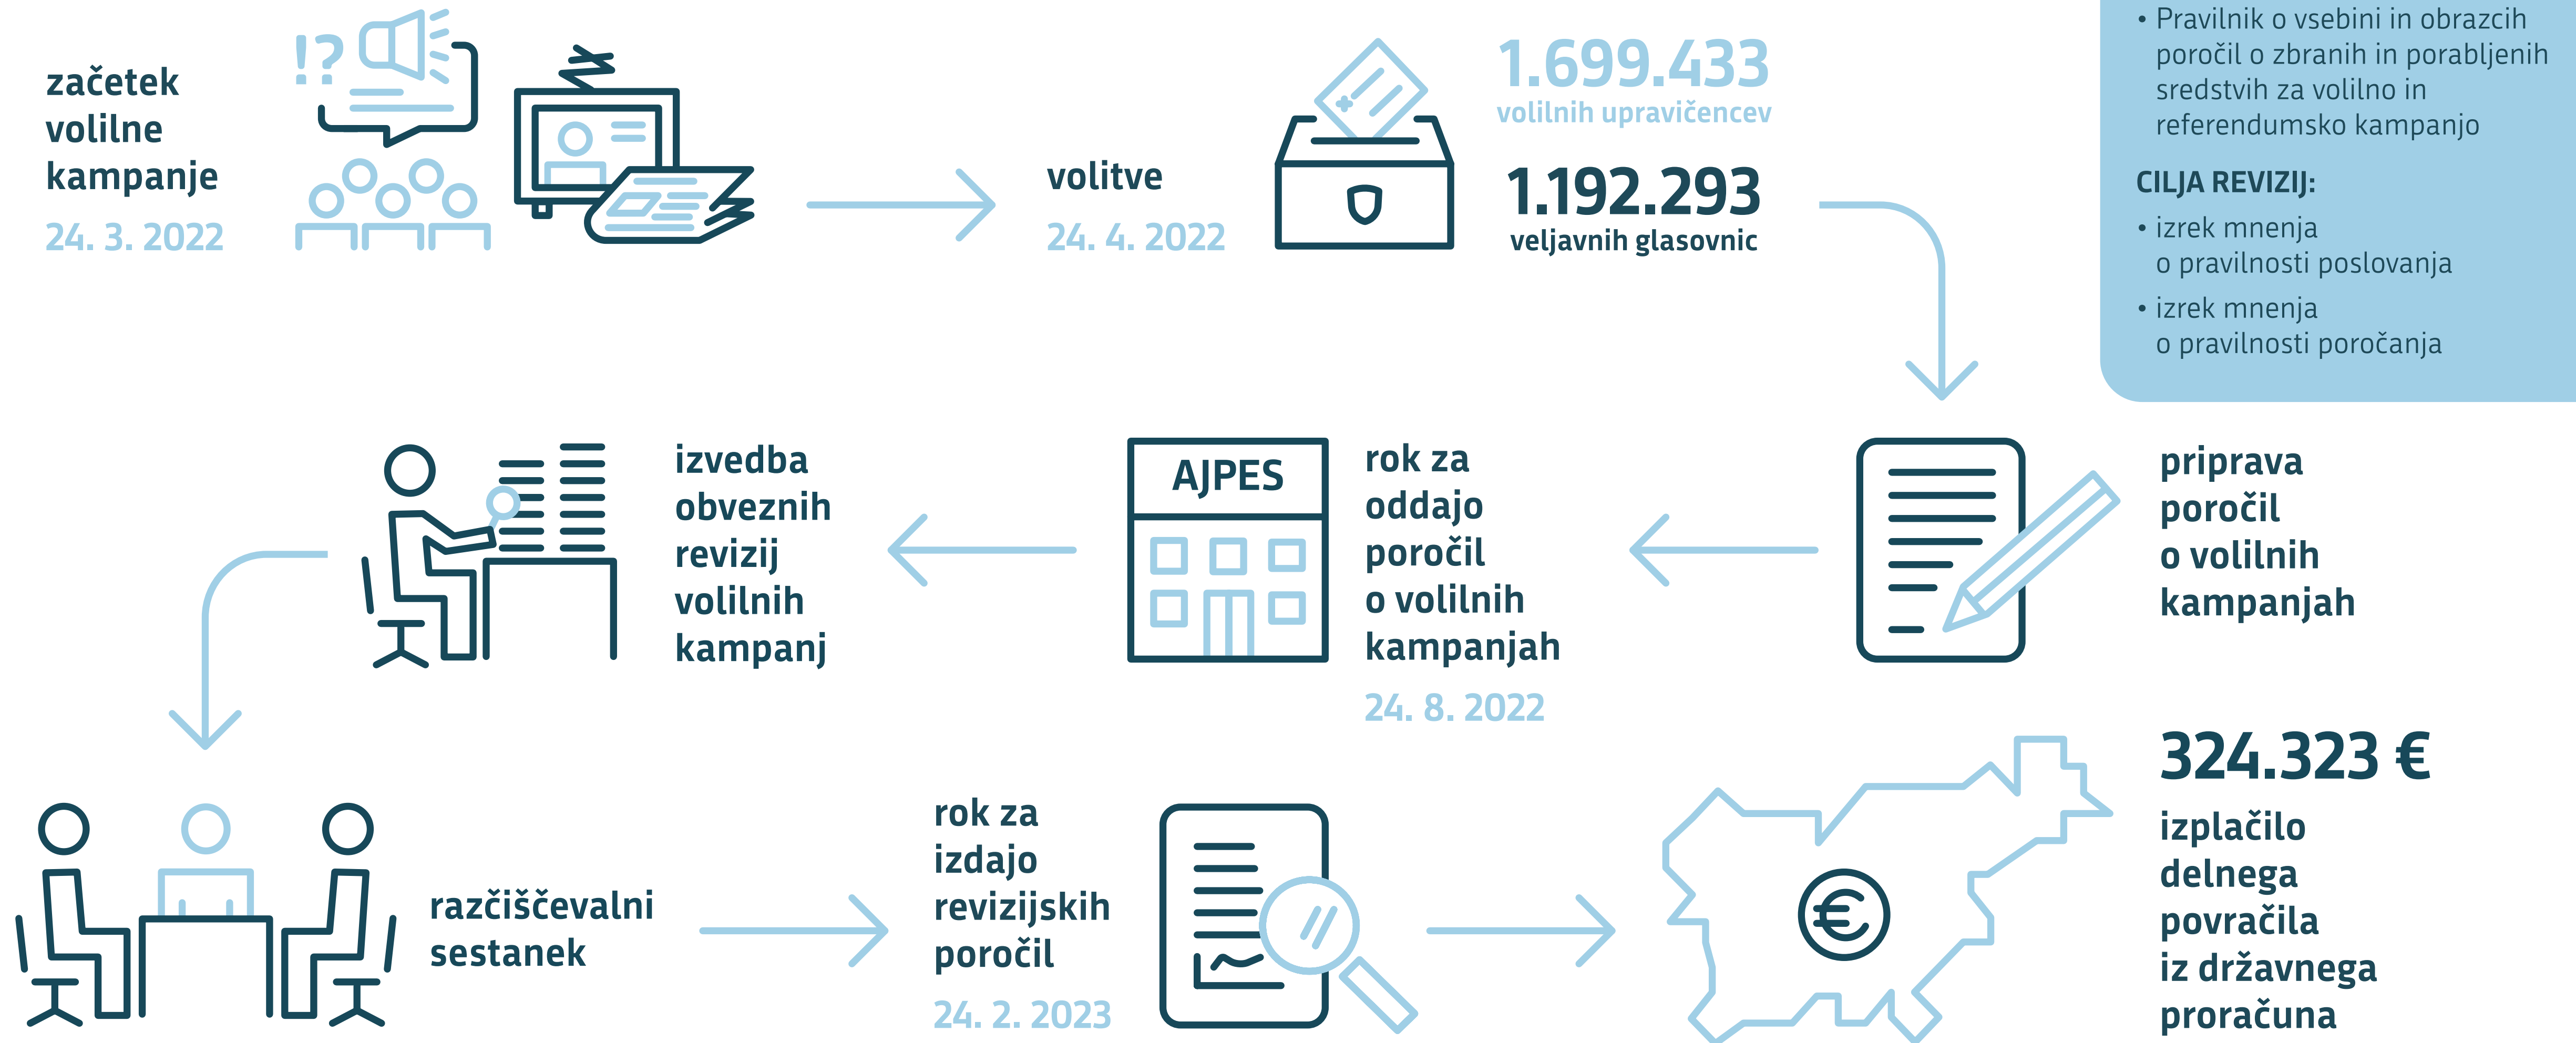 začetek
volilne
kampanje
24. 3. 2022
!?
volitve
24. 4. 2022
1.699.433
volilnih upravičencev
1.192.293
veljavnih glasovnic
• Pravilnik o vsebini in obrazcih
poročil o zbranih in porabljenih
sredstvih za volilno in
referendumsko kampanjo
CILJA REVIZIJ:
• izrek mnenja
o pravilnosti poslovanja
• izrek mnenja
o pravilnosti poročanja
priprava
poročil
o volilnih
kampanjah
AJPES
rok za
oddajo
poročil
o volilnih
kampanjah
24. 8. 2022
izvedba
obveznih
revizij
volilnih
kampanj
razčiščevalni
sestanek
rok za
izdajo
revizijskih
poročil
24. 2. 2023
€
324.323 €
izplačilo
delnega
povračila
iz državnega
proračuna